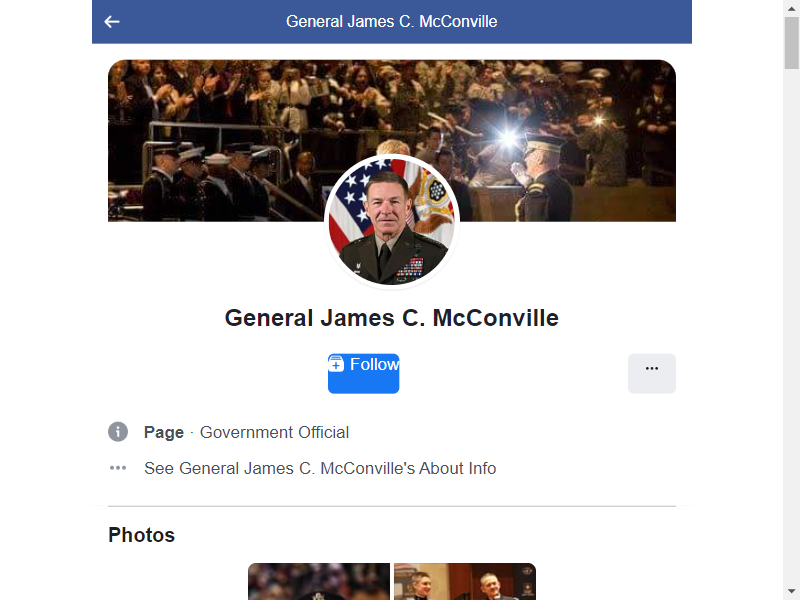 General James C. McConville
General James C. McConville
Follow
Page · Government Official
See General James C. McConville's About Info
Photos